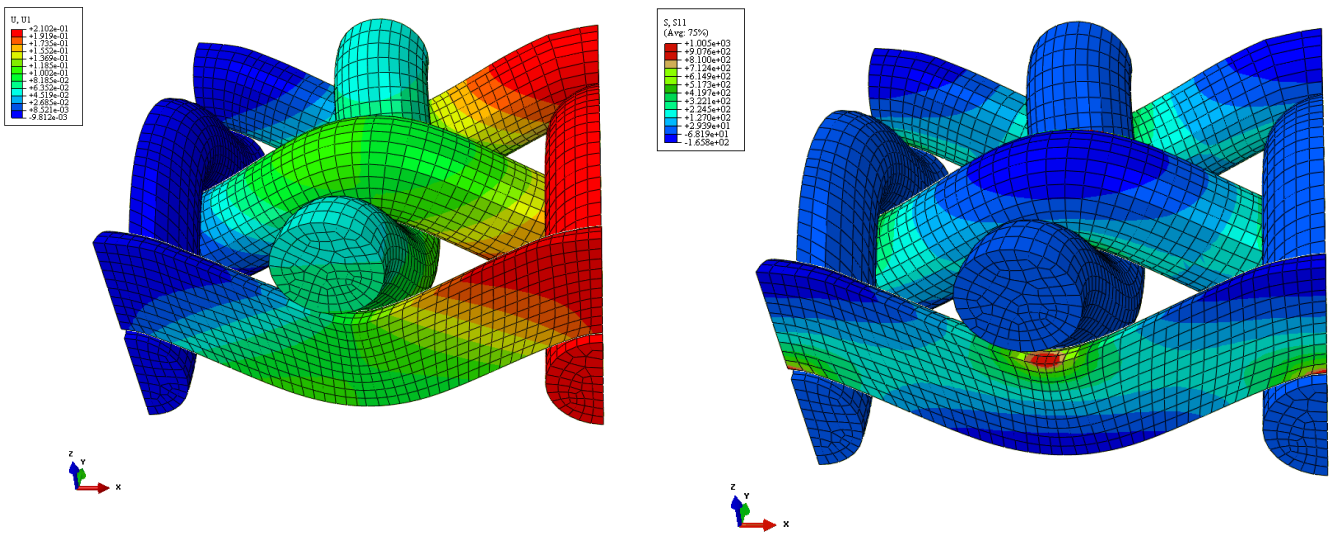 U, U1
+2.102e-01
+1.919e-01
+1.735e-01
+1.552e-01
+1.369e-01
+1.185e-01
+1.002e-01
+8.185e-02
+6.352e-02
+4.519e-02
+2.685e-02
+8.521e-03
-9.812e-03
Z
Y
X
S, S11
(Avg: 75%)
+1.005e+03
+9.076e+02
+8.100e+02
+7.124e+02
+6.149e+02
+5.173e+02
+4.197e+02
+3.221e+02
+2.245e+02
+1.270e+02
+2.939e+01
-6.819e+01
-1.658e+02
Z
Y
X